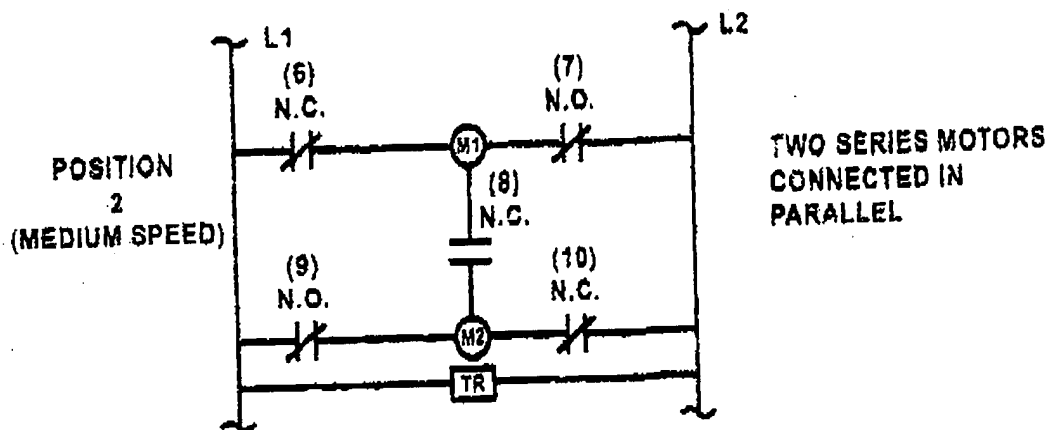 L1
L2
(6)
N.C.
(7)
N.O.
M1
POSITION
2
(MEDIUM SPEED)
(8)
N.C.
TWO SERIES MOTORS
CONNECTED IN
PARALLEL
(9)
N.O.
(10)
N.C.
M2
TR